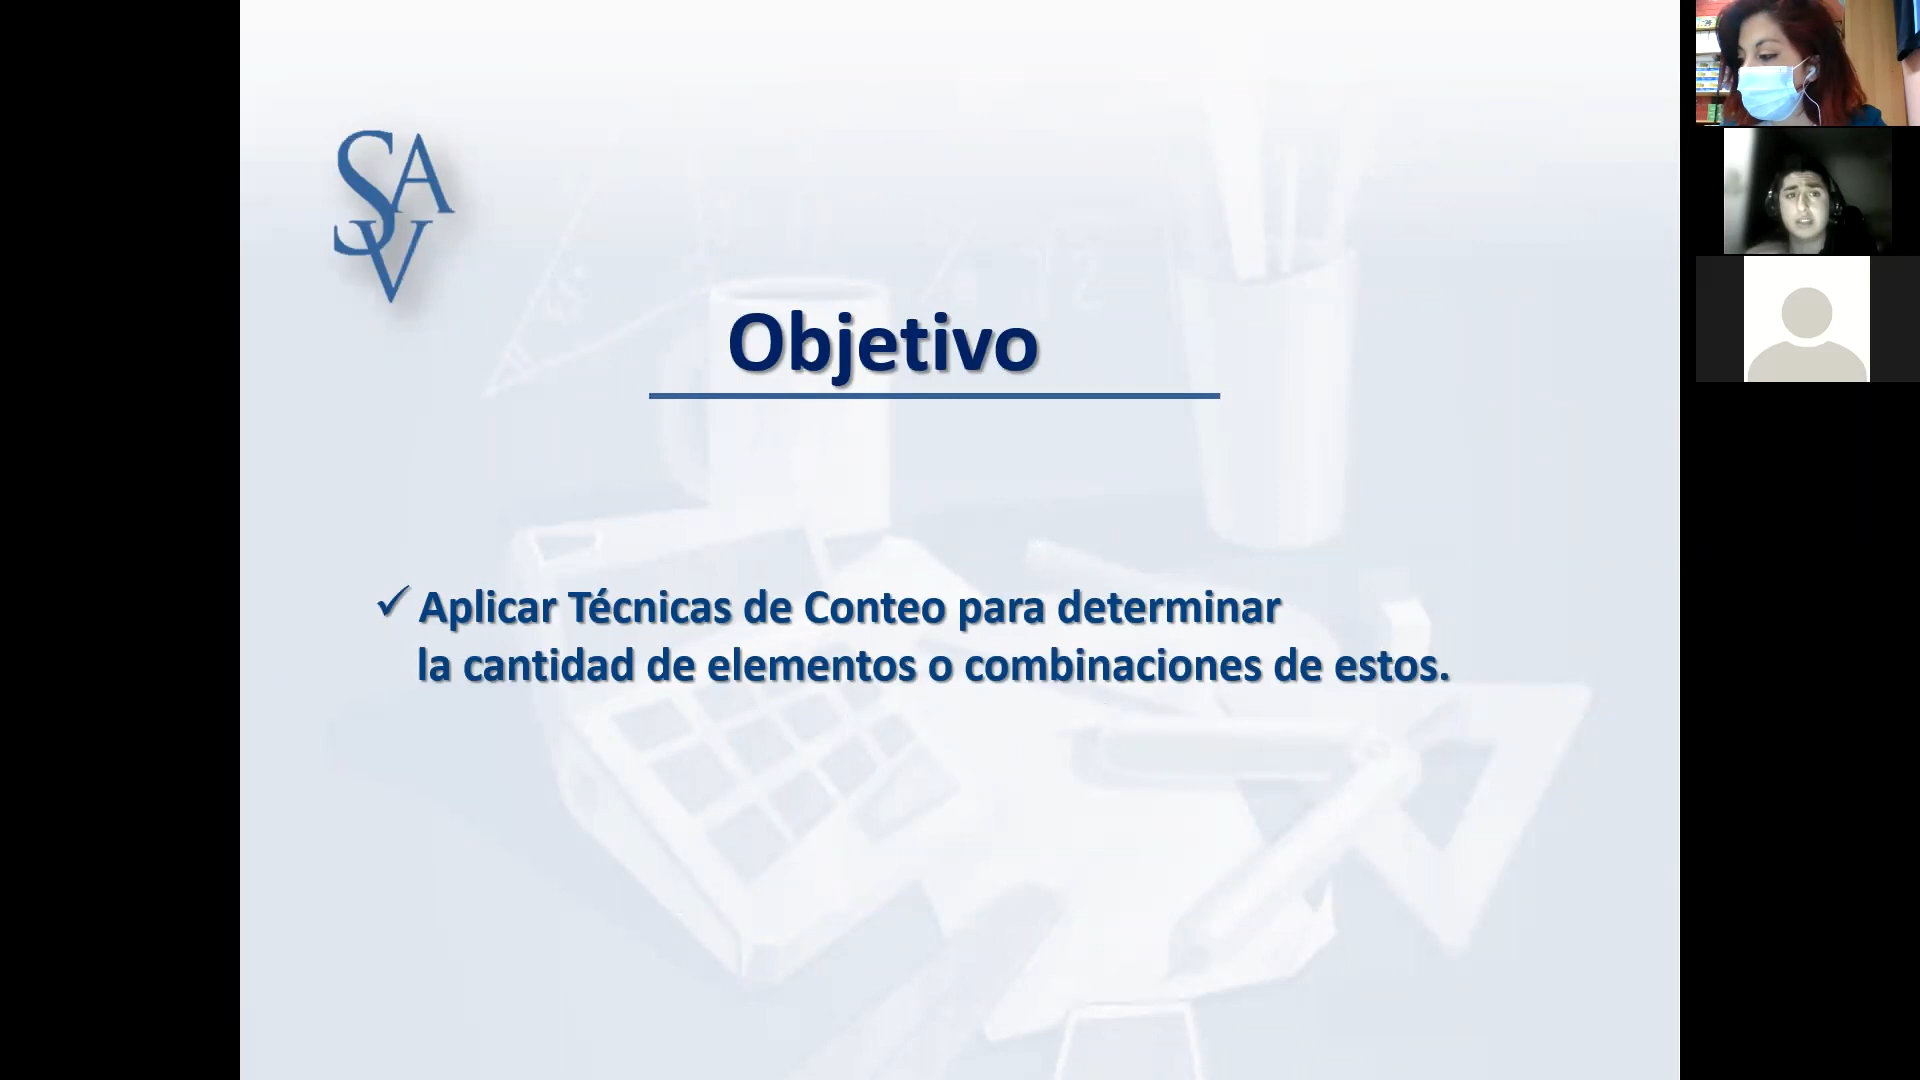 SAV
Objetivo
✓ Aplicar Técnicas de Conteo para determinar
la cantidad de elementos o combinaciones de estos.